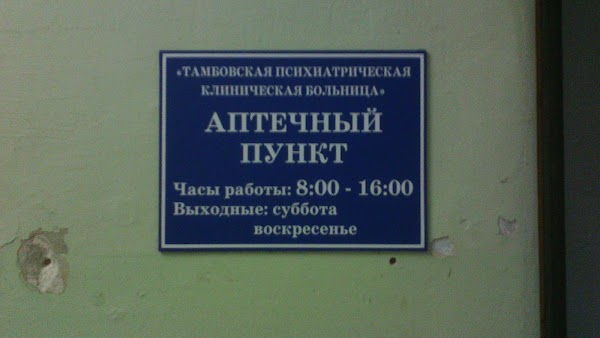 «ТАМБОВСКАЯ ПСИХИАТРИЧЕСКАЯ
КЛИНИЧЕСКАЯ БОЛЬНИЦА»
АПТЕЧНЫЙ
ПУНКТ
Часы работы: 8:00 - 16:00
Выходные: суббота
воскресенье